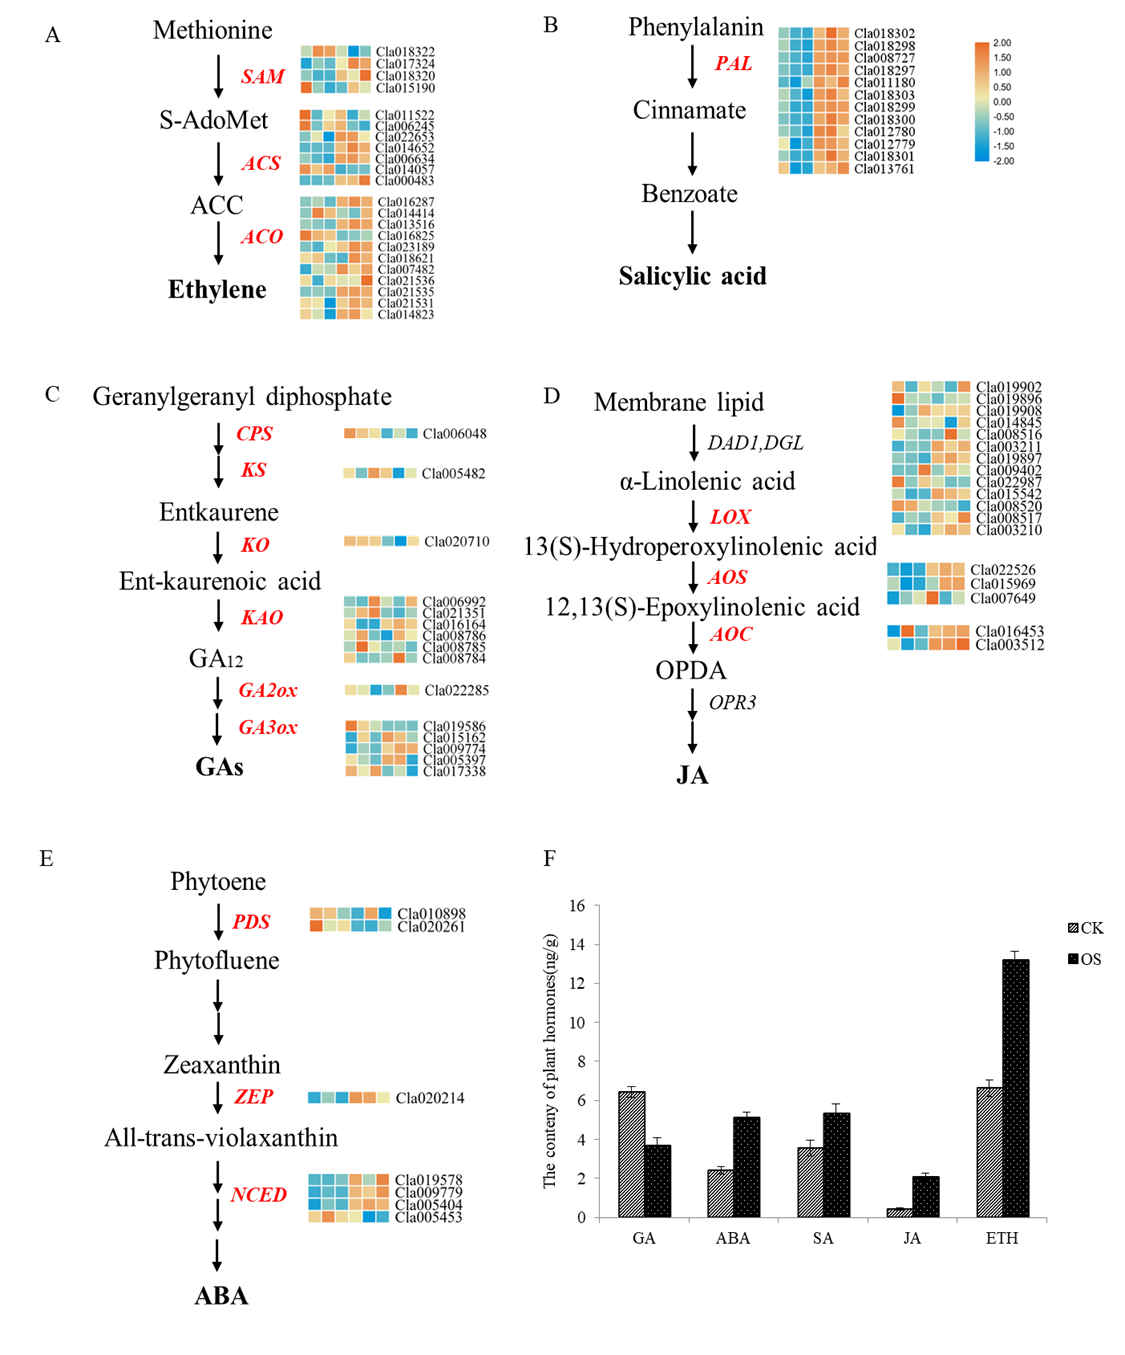 A
Methionine
SAM
Cla018322
Cla017324
Cla018320
Cla015190
S-AdoMet
ACS
Cla011522
Cla006245
Cla022653
Cla014652
Cla006634
Cla014057
Cla000483
ACC
ACO
Cla016287
Cla014414
Cla013516
Cla016825
Cla023189
Cla018621
Cla007482
Cla021536
Cla021535
Cla021531
Cla014823
Ethylene
B
Phenylalanin
PAL
Cla018302
Cla018298
Cla008727
Cla018297
Cla011180
Cla018303
Cla018299
Cla018300
Cla012780
Cla012779
Cla018301
Cla013761
Cinnamate
Benzoate
Salicylic acid
2.00
1.50
1.00
0.50
0.00
-0.50
-1.00
-1.50
-2.00
C
Geranylgeranyl diphosphate
CPS
Cla006048
KS
Cla005482
Entkaurene
KO
Cla020710
Ent-kaurenoic acid
KAO
Cla006992
Cla021351
Cla016164
Cla008786
Cla008785
Cla008784
GA12
GA2ox
Cla022285
GA3ox
Cla019586
Cla015162
Cla009774
Cla005397
Cla017338
GAs
D
Membrane lipid
DAD1,DGL
α-Linolenic acid
LOX
Cla019902
Cla019896
Cla019908
Cla014845
Cla008516
Cla003211
Cla019897
Cla009402
Cla022987
Cla015542
Cla008520
Cla008517
Cla003210
13(S)-Hydroperoxylinolenic acid
AOS
Cla022526
Cla015969
Cla007649
12,13(S)-Epoxylinolenic acid
AOC
Cla016453
Cla003512
OPDA
OPR3
JA
E
Phytoene
PDS
Cla010898
Cla020261
Phytofluene
Zeaxanthin
ZEP
Cla020214
All-trans-violaxanthin
NCED
Cla019578
Cla009779
Cla005404
Cla005453
ABA
F
The conteny of plant hormones(ng/g)
16
14
12
10
8
6
4
2
0
GA
ABA
SA
JA
ETH
CK
OS